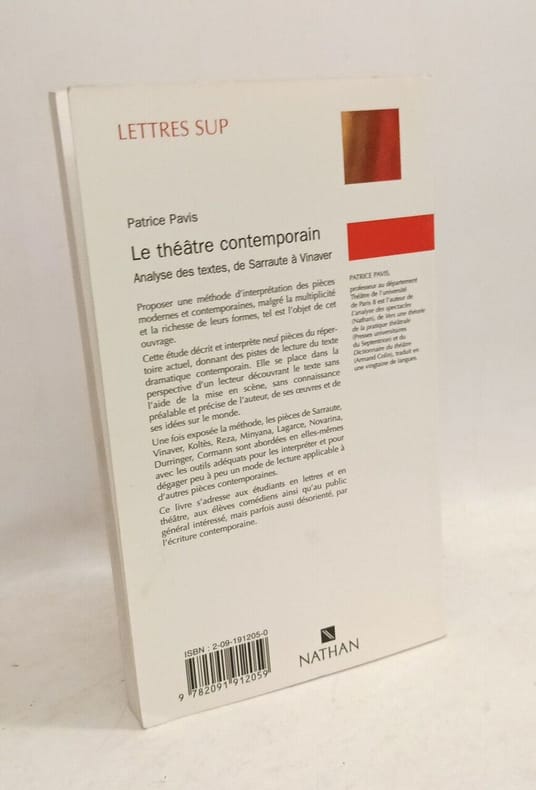 LETTRES SUP
Patrice Pavis
Le théâtre contemporain
Analyse des textes, de Sarraute à Vinaver
Proposer une méthode d'interprétation des pièces
modernes et contemporaines, malgré la multiplicité
et la richesse de leurs formes, tel est l'objet de cet
ouvrage.
Cette étude décrit et interprète neuf pièces du réper-
toire actuel, donnant des pistes de lecture du texte
dramatique contemporain. Elle se place dans la
perspective d'un lecteur découvrant le texte sans
l'aide de la mise en scène, sans connaissance
préalable et précise de l'auteur, de ses œuvres et de
ses idées sur le monde.
Une fois exposée la méthode, les pièces de Sarraute,
Vinaver, Koltès, Reza, Minyana, Lagarce, Novarina,
Durringer, Cormann sont abordées en elles-mêmes
avec les outils adéquats pour les interpréter et pour
dégager peu à peu un mode de lecture applicable à
d'autres pièces contemporaines.
Ce livre s'adresse aux étudiants en lettres et en
théâtre, aux élèves comédiens ainsi qu'au public
général intéressé, mais parfois aussi désorienté, par
l'écriture contemporaine.
PATRICE PAVIS,
professeur au département
Théâtre de l'université
de Paris 8 est l'auteur de
L'analyse des spectacles
(Nathan), de Vers une théorie
de la pratique théâtrale
(Presses universitaires
du Septentrion) et du
Dictionnaire du théâtre
(Armand Colin), traduit en
une vingtaine de langues.
ISBN : 2-09-191205-0
9 782091 912059
NATHAN